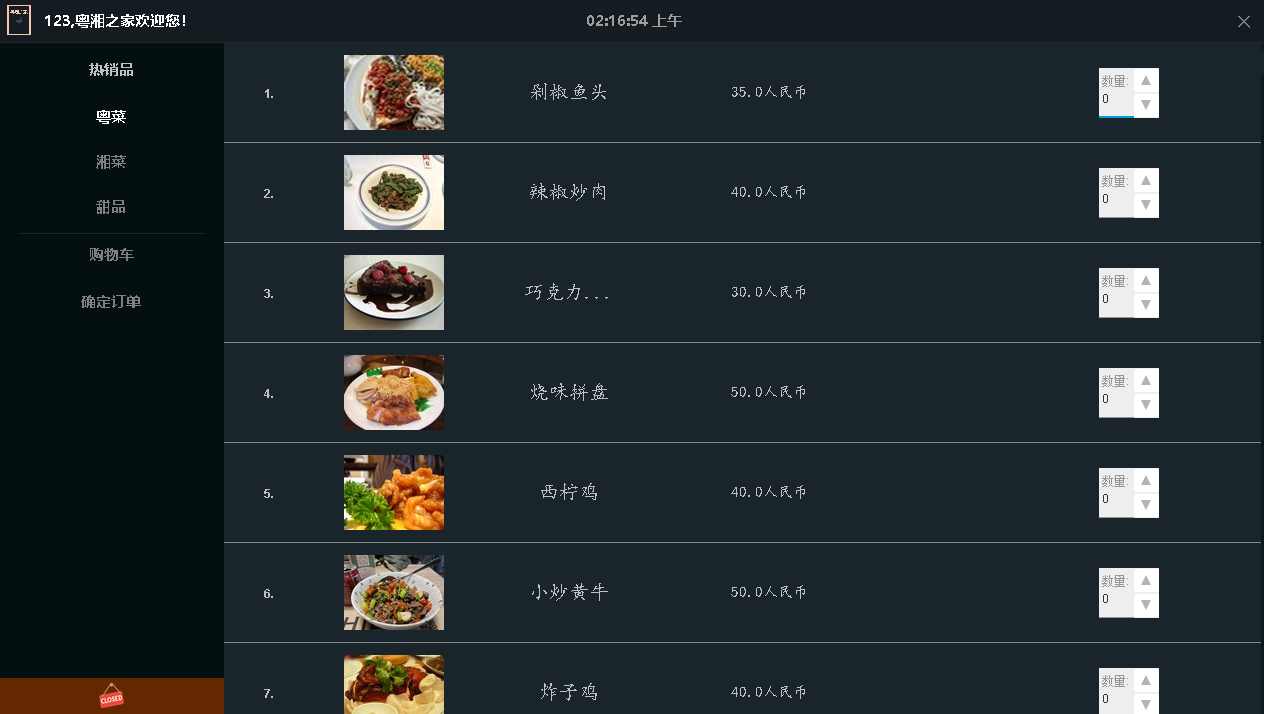 123,粤湘之家欢迎您!
02:16:54 上午
热销品
粤菜
湘菜
甜品
购物车
确定订单
CLOSED
1.
剁椒鱼头
35.0人民币
数量:
0
2.
辣椒炒肉
40.0人民币
数量:
0
3.
巧克力...
30.0人民币
数量:
0
4.
烧味拼盘
50.0人民币
数量:
0
5.
西柠鸡
40.0人民币
数量:
0
6.
小炒黄牛
50.0人民币
数量:
0
7.
炸子鸡
40.0人民币
数量:
0